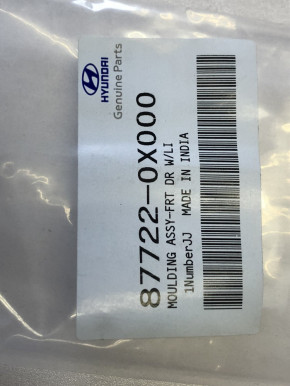 HYUNDAI
Genuine Parts
87722-0X000
MOULDING ASSY-FRT DR W/LI
1NumberJJ MADE IN INDIA